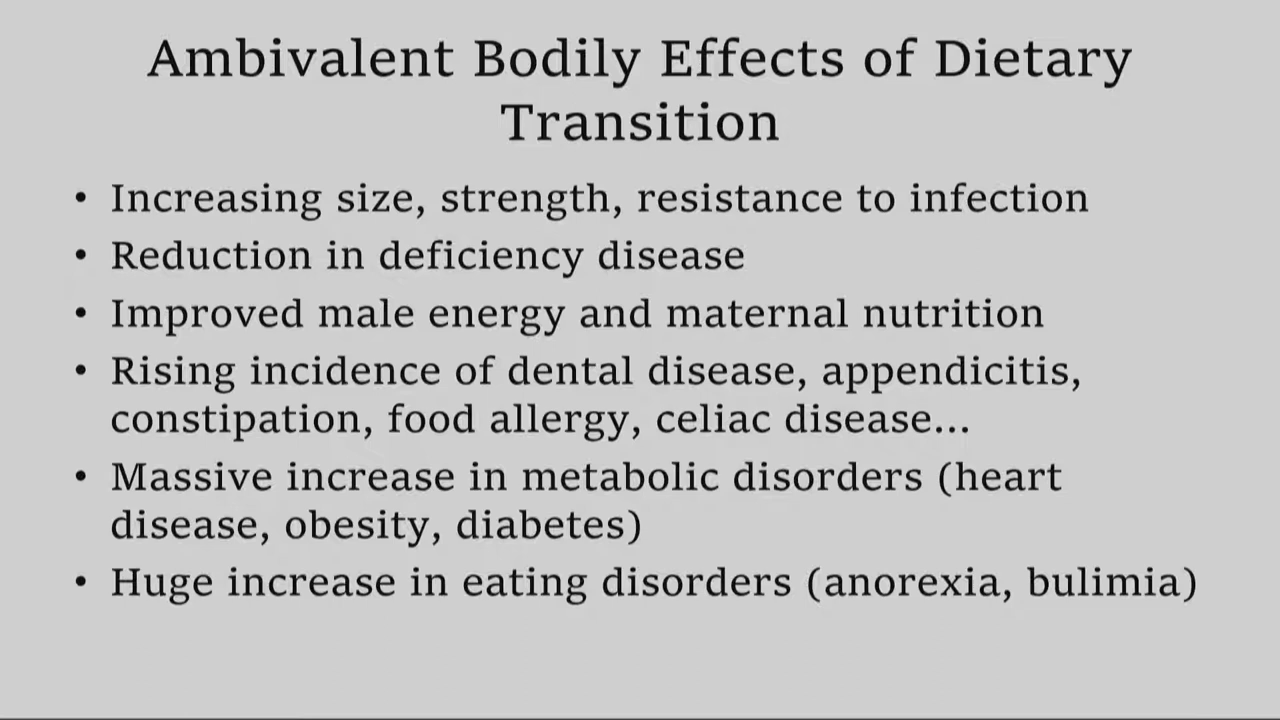 Ambivalent Bodily Effects of Dietary
Transition
• Increasing size, strength, resistance to infection
• Reduction in deficiency disease
• Improved male energy and maternal nutrition
• Rising incidence of dental disease, appendicitis,
constipation, food allergy, celiac disease...
• Massive increase in metabolic disorders (heart
disease, obesity, diabetes)
• Huge increase in eating disorders (anorexia, bulimia)